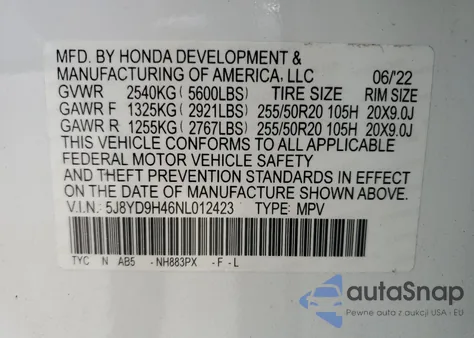 MFD. BY HONDA DEVELOPMENT &
MANUFACTURING OF AMERICA, LLC 06/'22
GVWR 2540KG (5600LBS) TIRE SIZE RIM SIZE
GAWR F 1325KG (2921LBS) 255/50R20 105H 20X9.0J
GAWR R 1255KG (2767LBS) 255/50R20 105H 20X9.0J
THIS VEHICLE CONFORMS TO ALL APPLICABLE
FEDERAL MOTOR VEHICLE SAFETY
AND THEFT PREVENTION STANDARDS IN EFFECT
ON THE DATE OF MANUFACTURE SHOWN ABOVE.
V.I.N. 5J8YD9H46NL012423 TYPE: MPV
TYC N AB5 -NH883PX -F-L
autoSnap
Pewne auto z aukcji USA - EU